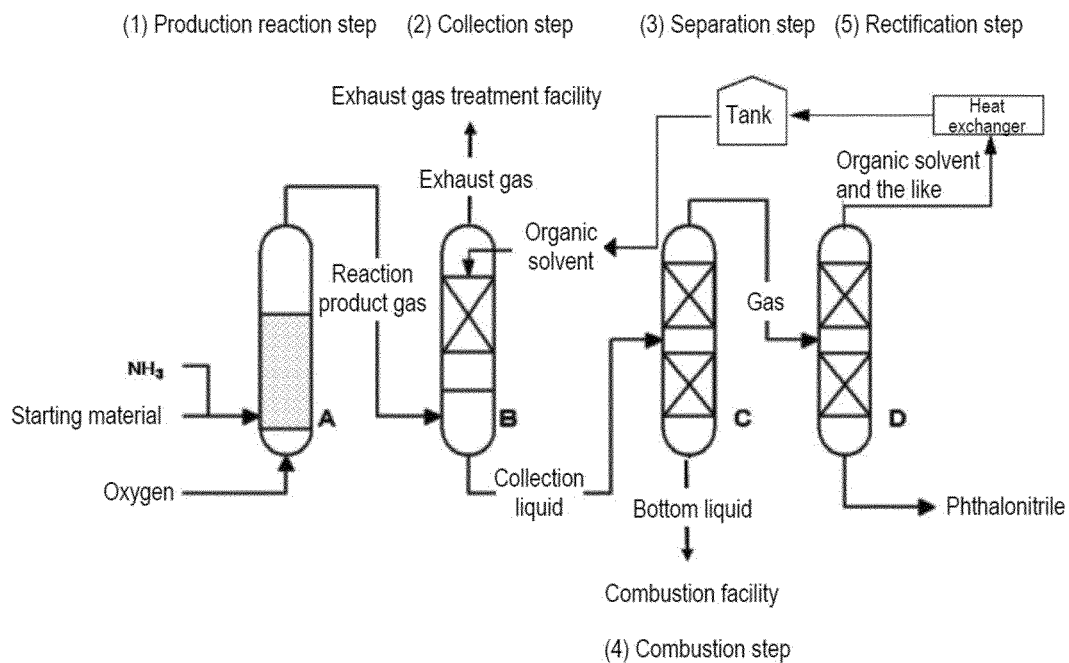 (1) Production reaction step
(2) Collection step
(3) Separation step
(5) Rectification step
Exhaust gas treatment facility
Tank
Heat
exchanger
Exhaust gas
Organic solvent
and the like
Organic
solvent
Reaction
product gas
Gas
NH₃
Starting material
A
B
C
D
Oxygen
Collection
liquid
Bottom liquid
Phthalonitrile
Combustion facility
(4) Combustion step